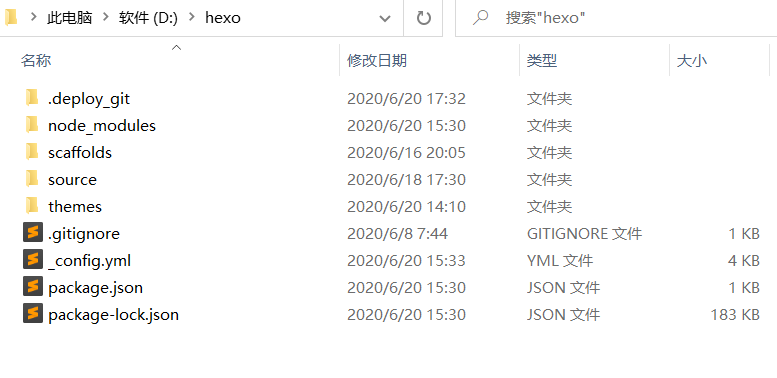 此电脑 > 软件 (D:) > hexo 搜索"hexo"
名称 修改日期 类型 大小
.deploy_git 2020/6/20 17:32 文件夹
node_modules 2020/6/20 15:30 文件夹
scaffolds 2020/6/16 20:05 文件夹
source 2020/6/18 17:30 文件夹
themes 2020/6/20 14:10 文件夹
.gitignore 2020/6/8 7:44 GITIGNORE 文件 1 KB
_config.yml 2020/6/20 15:33 YML 文件 4 KB
package.json 2020/6/20 15:30 JSON 文件 1 KB
package-lock.json 2020/6/20 15:30 JSON 文件 183 KB